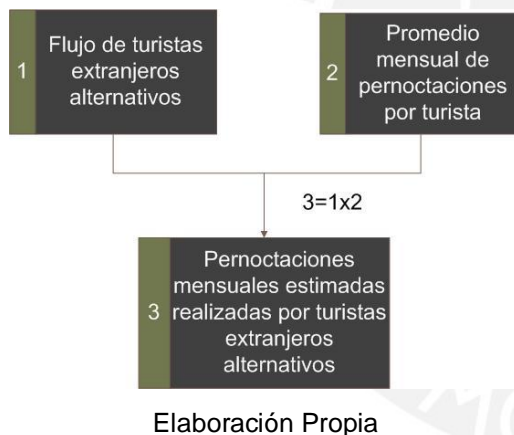 1
Flujo de turistas
extranjeros
alternativos
2
Promedio
mensual de
pernoctaciones
por turista
3=1x2
3
Pernoctaciones
mensuales estimadas
realizadas por turistas
extranjeros
alternativos
Elaboración Propia